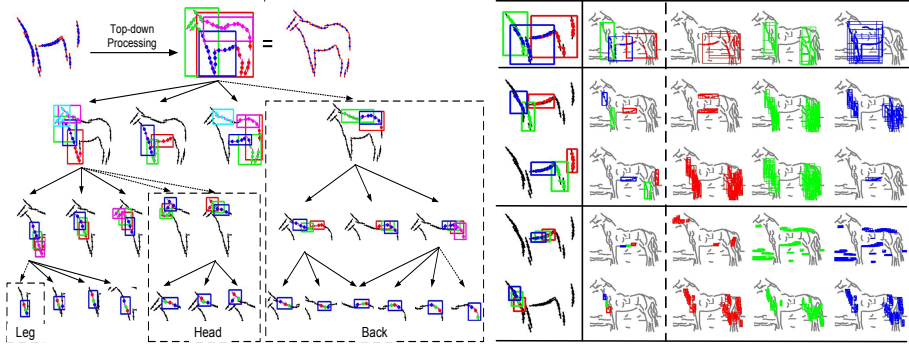 Top-down
Processing
=
Leg
Head
Back